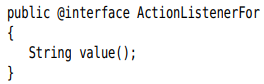 public @interface ActionListenerFor
{
   String value();
}